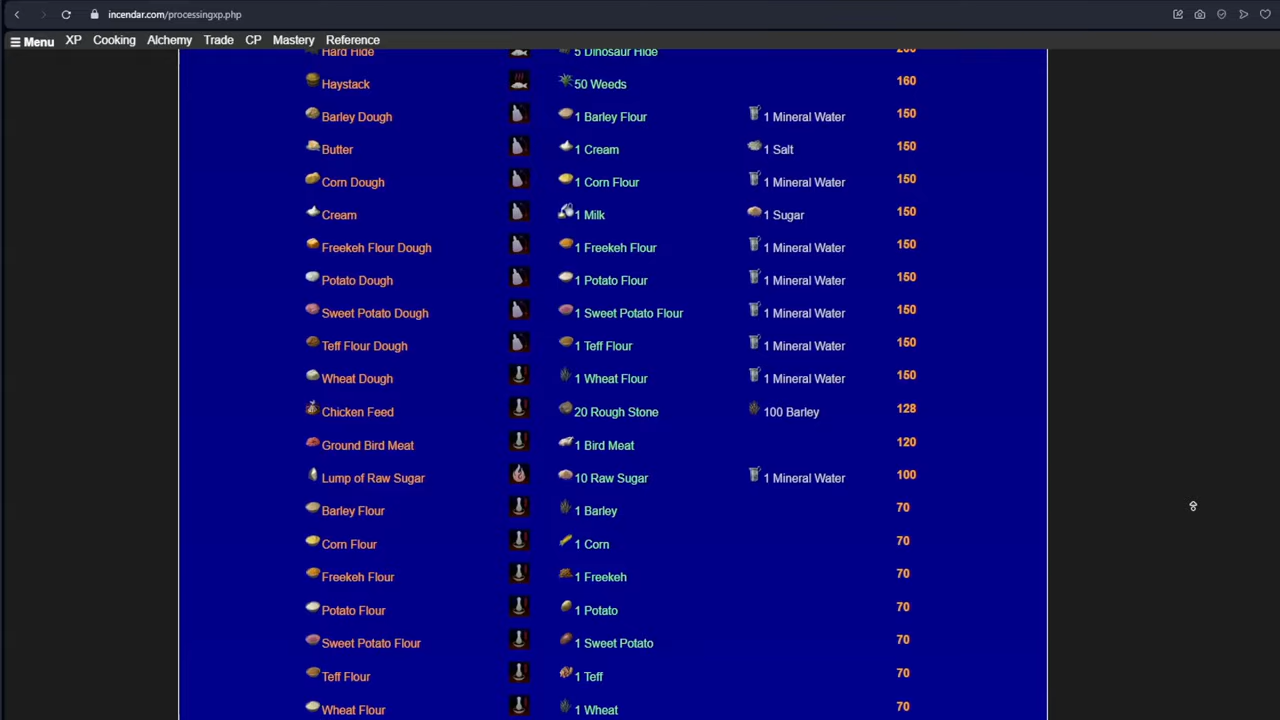 incendar.com/processingxp.php
Menu XP Cooking Alchemy Trade CP Mastery Reference
Hard Hide 5 Dinosaur Hide 200
Haystack 50 Weeds 160
Barley Dough 1 Barley Flour 1 Mineral Water 150
Butter 1 Cream 1 Salt 150
Corn Dough 1 Corn Flour 1 Mineral Water 150
Cream 1 Milk 1 Sugar 150
Freekeh Flour Dough 1 Freekeh Flour 1 Mineral Water 150
Potato Dough 1 Potato Flour 1 Mineral Water 150
Sweet Potato Dough 1 Sweet Potato Flour 1 Mineral Water 150
Teff Flour Dough 1 Teff Flour 1 Mineral Water 150
Wheat Dough 1 Wheat Flour 1 Mineral Water 150
Chicken Feed 20 Rough Stone 100 Barley 128
Ground Bird Meat 1 Bird Meat 120
Lump of Raw Sugar 10 Raw Sugar 1 Mineral Water 100
Barley Flour 1 Barley 70
Corn Flour 1 Corn 70
Freekeh Flour 1 Freekeh 70
Potato Flour 1 Potato 70
Sweet Potato Flour 1 Sweet Potato 70
Teff Flour 1 Teff 70
Wheat Flour 1 Wheat 70